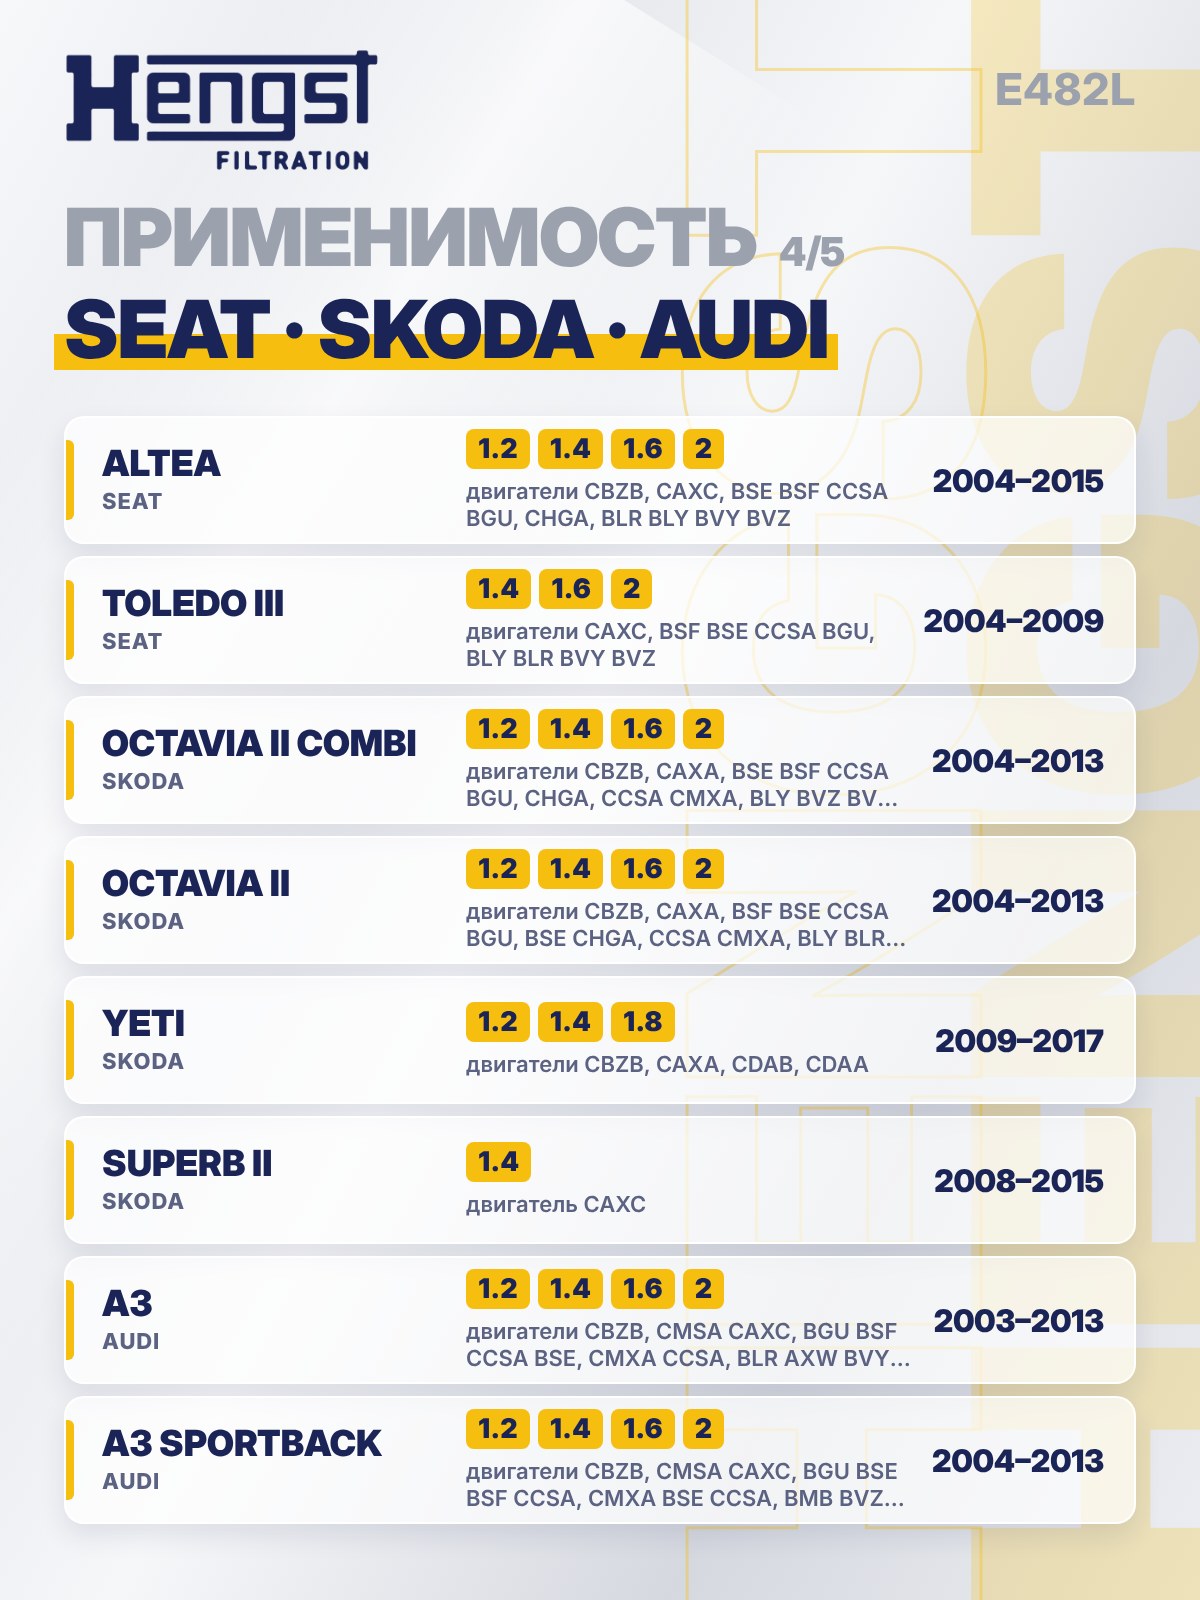 Hengst
FILTRATION
E482L
ПРИМЕНИМОСТЬ 4/5
SEAT · SKODA · AUDI
ALTEA
SEAT
1.2 1.4 1.6 2
двигатели CBZB, CAXC, BSE BSF CCSA
BGU, CHGA, BLR BLY BVY BVZ
2004–2015
TOLEDO III
SEAT
1.4 1.6 2
двигатели CAXC, BSF BSE CCSA BGU,
BLY BLR BVY BVZ
2004–2009
OCTAVIA II COMBI
SKODA
1.2 1.4 1.6 2
двигатели CBZB, CAXA, BSE BSF CCSA
BGU, CHGA, CCSA CMXA, BLY BVZ BV...
2004–2013
OCTAVIA II
SKODA
1.2 1.4 1.6 2
двигатели CBZB, CAXA, BSF BSE CCSA
BGU, BSE CHGA, CCSA CMXA, BLY BLR...
2004–2013
YETI
SKODA
1.2 1.4 1.8
двигатели CBZB, CAXA, CDAB, CDAA
2009–2017
SUPERB II
SKODA
1.4
двигатель CAXC
2008–2015
A3
AUDI
1.2 1.4 1.6 2
двигатели CBZB, CMSA CAXC, BGU BSF
CCSA BSE, CMXA CCSA, BLR AXW BVY...
2003–2013
A3 SPORTBACK
AUDI
1.2 1.4 1.6 2
двигатели CBZB, CMSA CAXC, BGU BSE
BSF CCSA, CMXA BSE CCSA, BMB BVZ...
2004–2013
HENGST